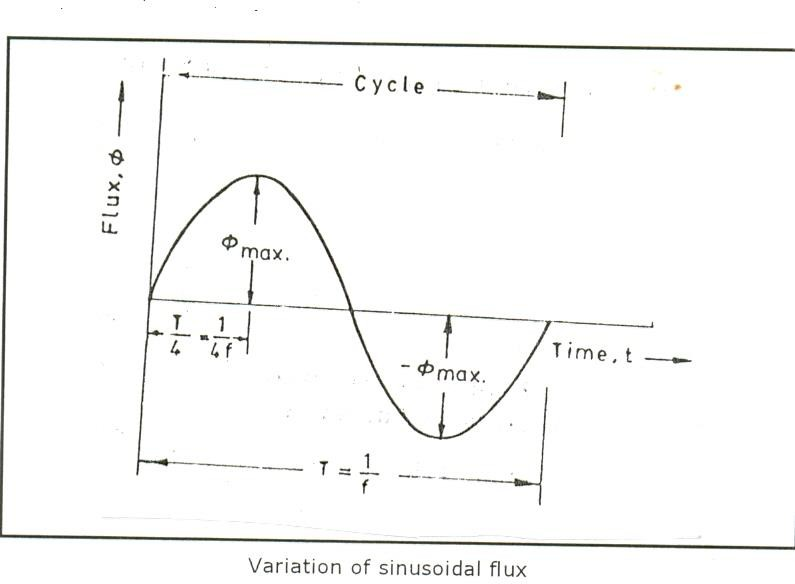 Cycle
Flux, Φ
Φmax.
T/4 = 1/4f
Time, t
-Φmax.
T = 1/f
Variation of sinusoidal flux